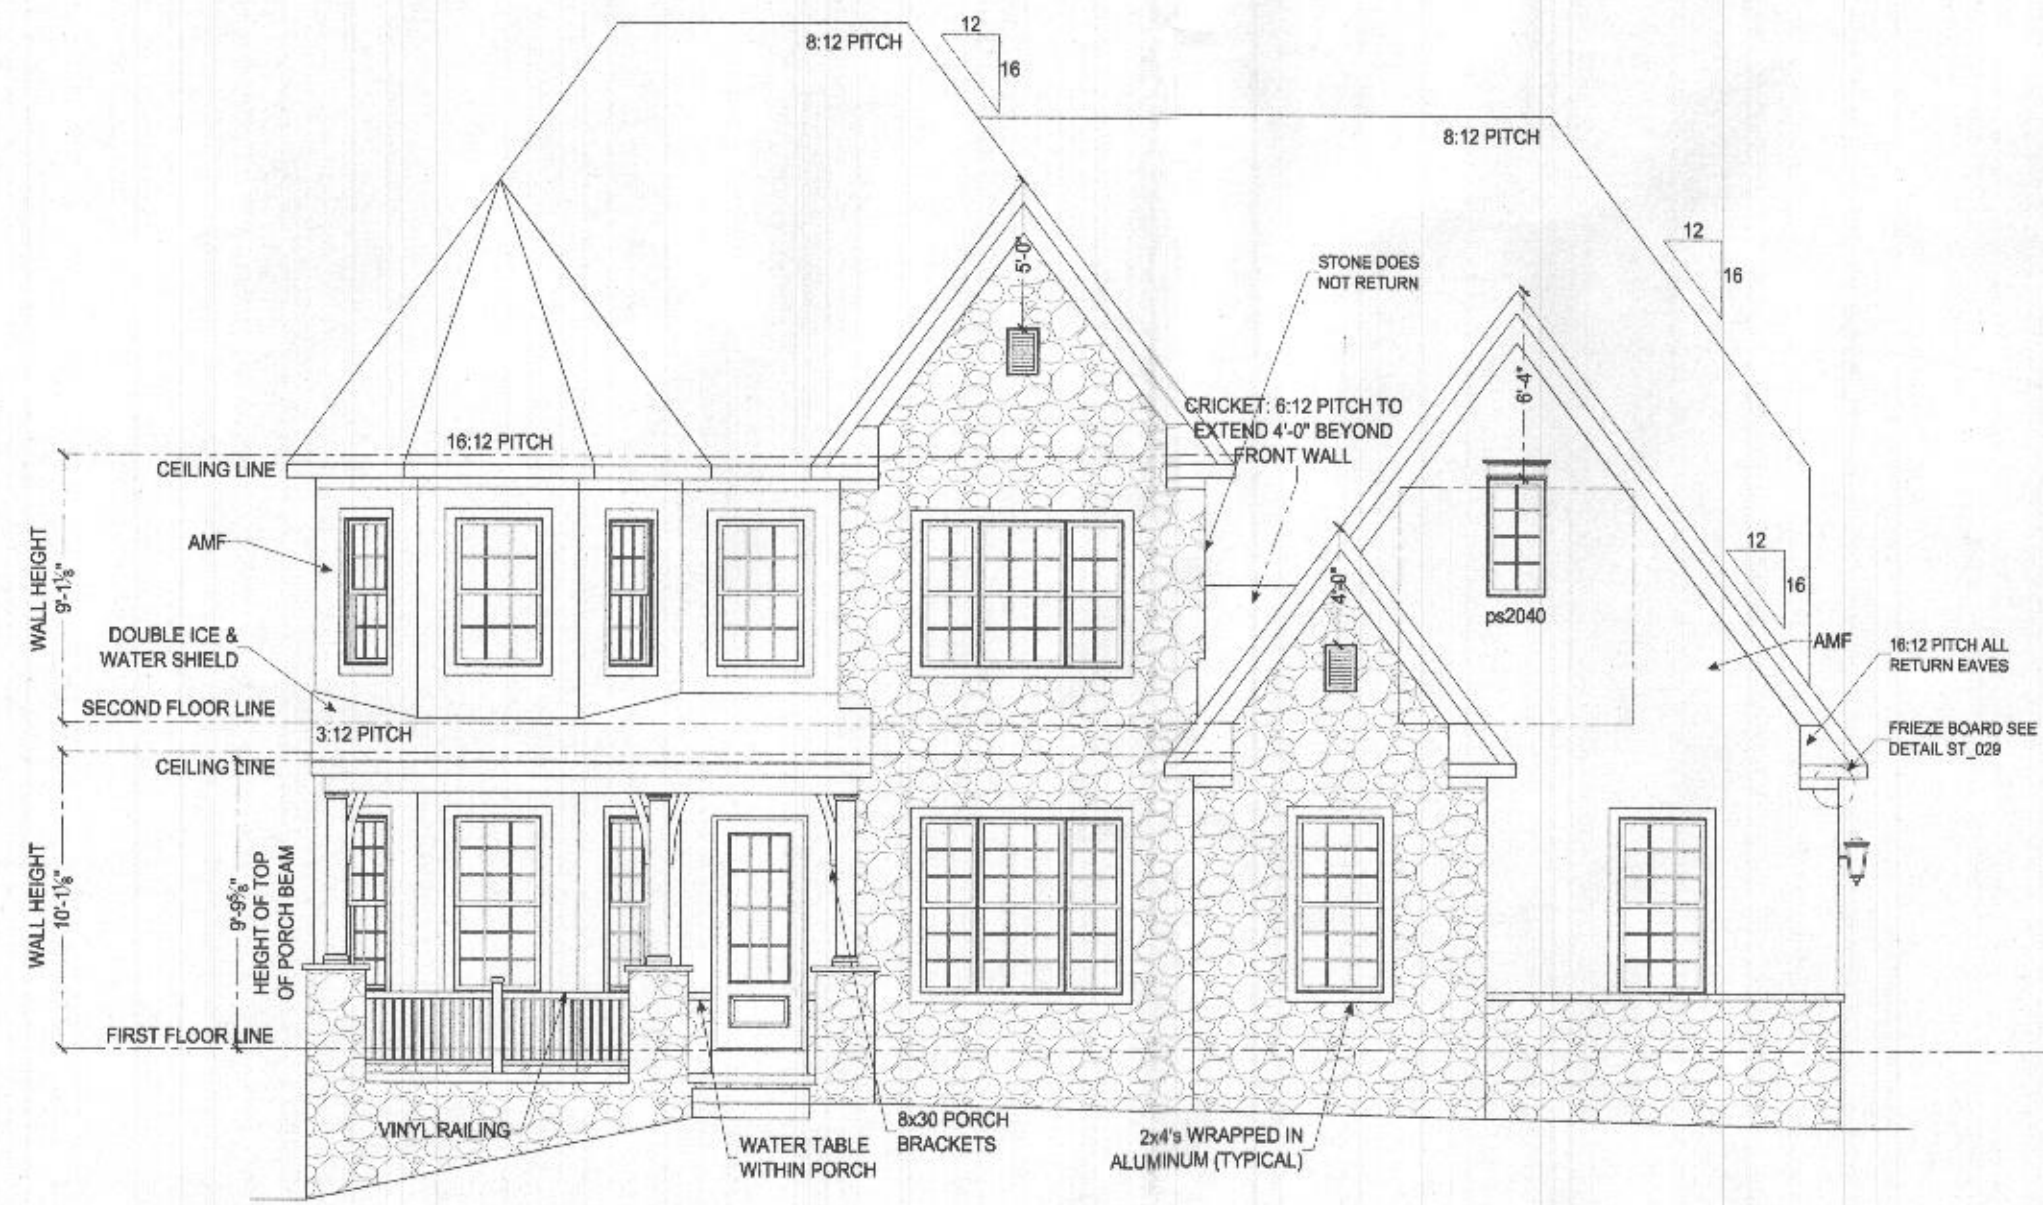 12
8:12 PITCH
16
8:12 PITCH
12
16
5'-0"
STONE DOES
NOT RETURN
6'-4"
CRICKET: 6:12 PITCH TO
EXTEND 4'-0" BEYOND
FRONT WALL
16:12 PITCH
CEILING LINE
WALL HEIGHT
9'-1⅛"
AMF
12
16
4'-0"
ps2040
DOUBLE ICE &
WATER SHIELD
AMF
16:12 PITCH ALL
RETURN EAVES
SECOND FLOOR LINE
3:12 PITCH
FRIEZE BOARD SEE
DETAIL ST_029
CEILING LINE
WALL HEIGHT
10'-1⅛"
9'-9⅝"
HEIGHT OF TOP
OF PORCH BEAM
FIRST FLOOR LINE
VINYL RAILING
8x30 PORCH
BRACKETS
WATER TABLE
WITHIN PORCH
2x4's WRAPPED IN
ALUMINUM (TYPICAL)